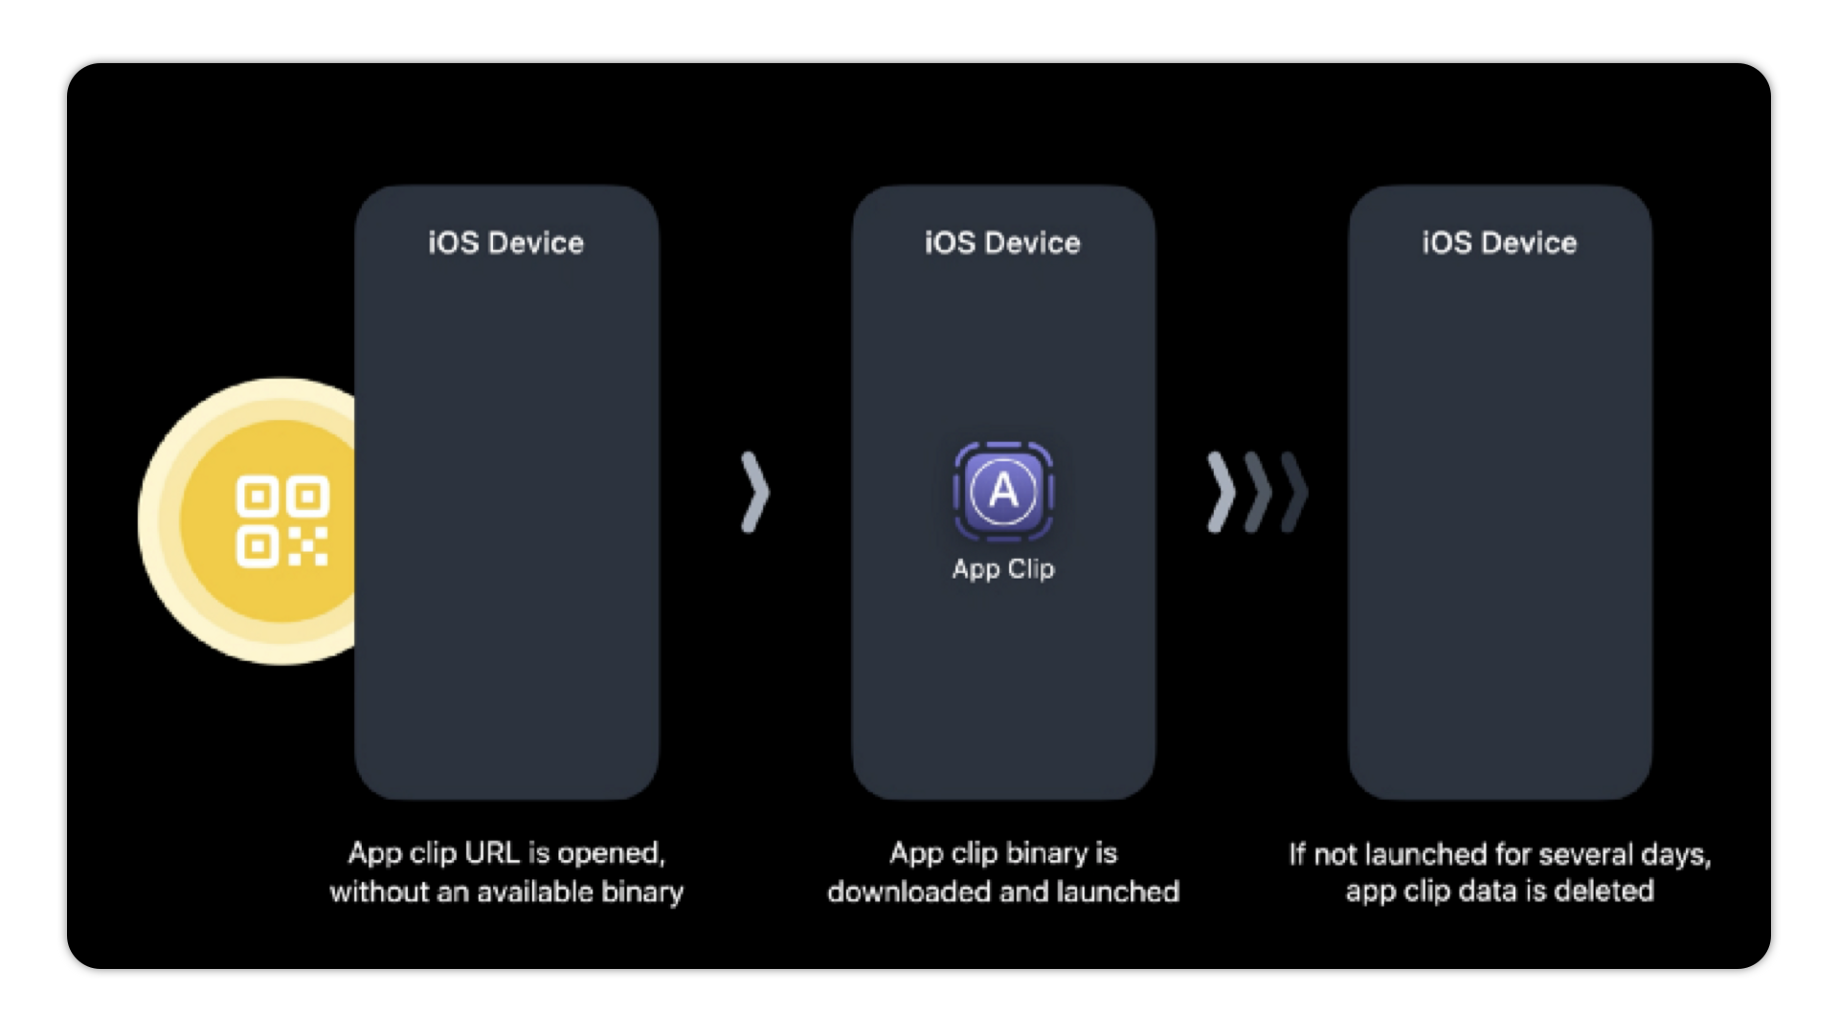 iOS Device
App clip URL is opened,
without an available binary
iOS Device
A
App Clip
App clip binary is
downloaded and launched
iOS Device
If not launched for several days,
app clip data is deleted